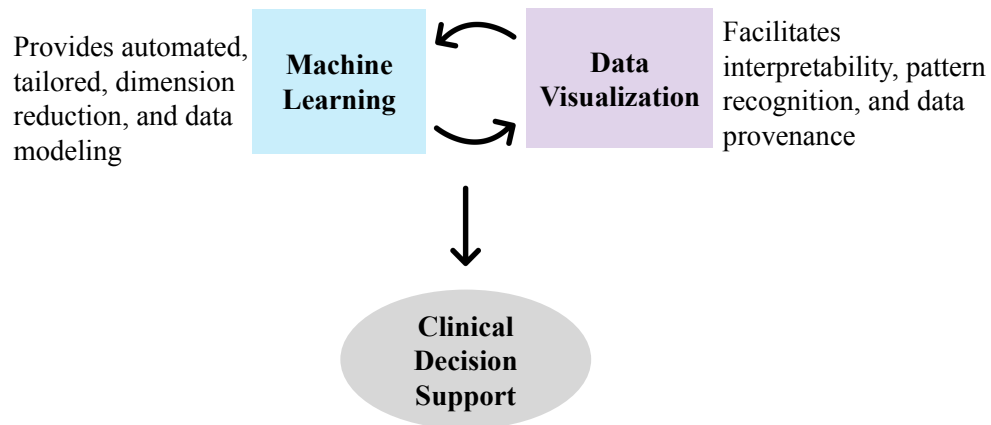 Provides automated,
tailored, dimension
reduction, and data
modeling
Machine
Learning
Data
Visualization
Facilitates
interpretability, pattern
recognition, and data
provenance
Clinical
Decision
Support